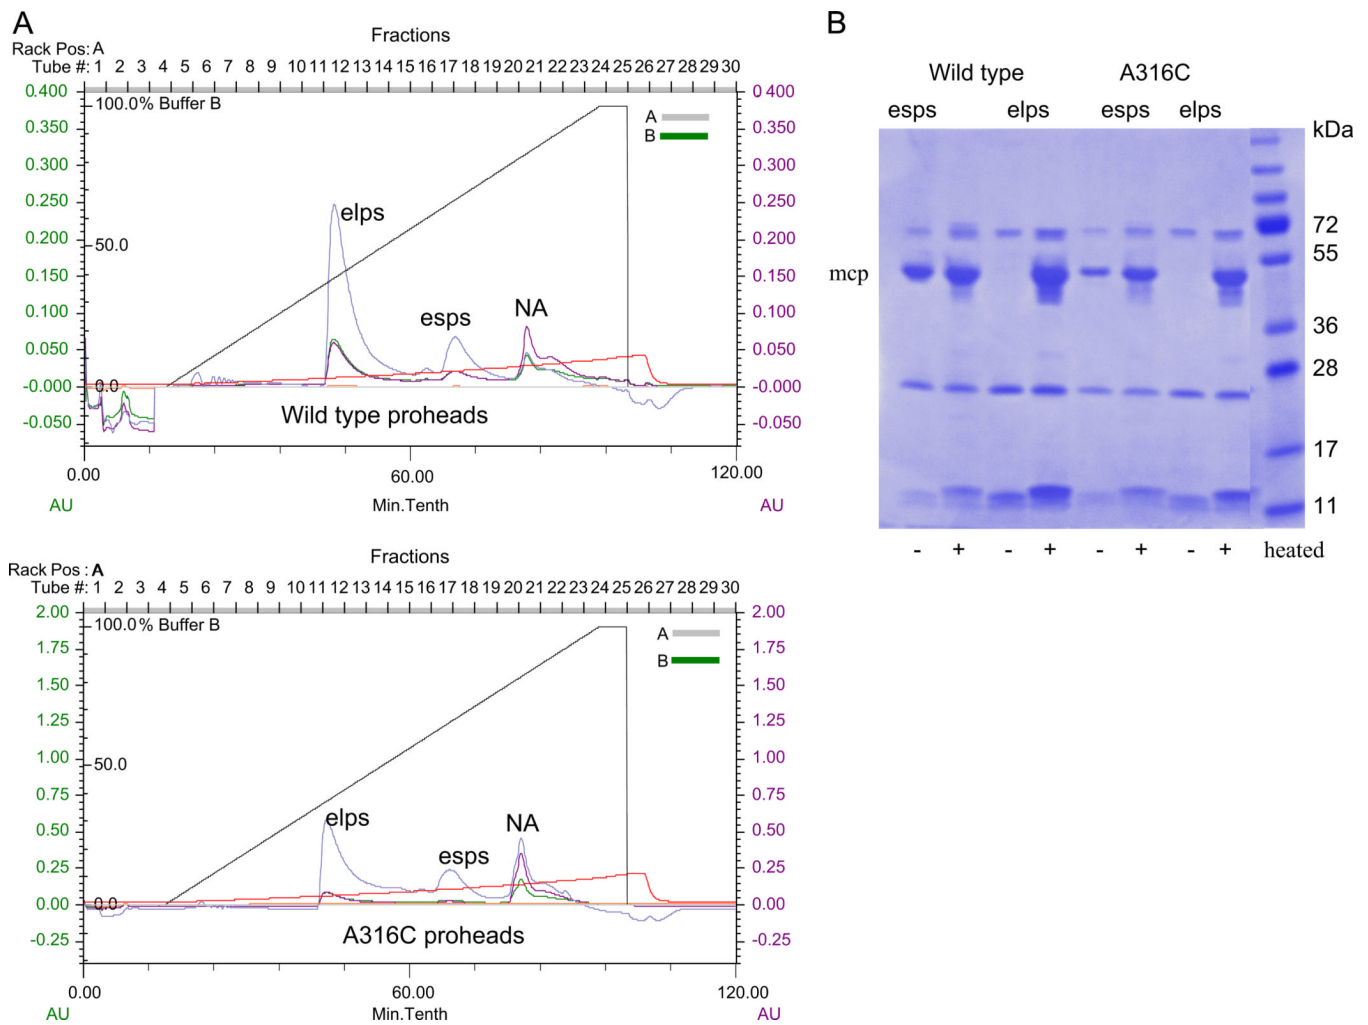 A
Fractions
Rack Pos: A
Tube #: 1 2 3 4 5 6 7 8 9 10 11 12 13 14 15 16 17 18 19 20 21 22 23 24 25 26 27 28 29 30
0.400 100.0% Buffer B A 0.400
0.350 B 0.350
0.300 0.300
0.250 0.250
elps
0.200 50.0 0.200
0.150 0.150
0.100 esps NA 0.100
0.050 0.050
-0.000 0.0 -0.000
-0.050 Wild type proheads -0.050
0.00 60.00 120.00
AU Min.Tenth AU
Fractions
Rack Pos : A
Tube #: 1 2 3 4 5 6 7 8 9 10 11 12 13 14 15 16 17 18 19 20 21 22 23 24 25 26 27 28 29 30
2.00 100.0% Buffer B 2.00
1.75 A 1.75
B
1.50 1.50
1.25 1.25
1.00 50.0 1.00
0.75 0.75
0.50 elps NA 0.50
esps
0.25 0.25
0.00 0.0 0.00
-0.25 A316C proheads -0.25
0.00 60.00 120.00
AU Min.Tenth AU
B
Wild type A316C
esps elps esps elps
kDa
72
55
mcp
36
28
17
11
- + - + - + - + heated